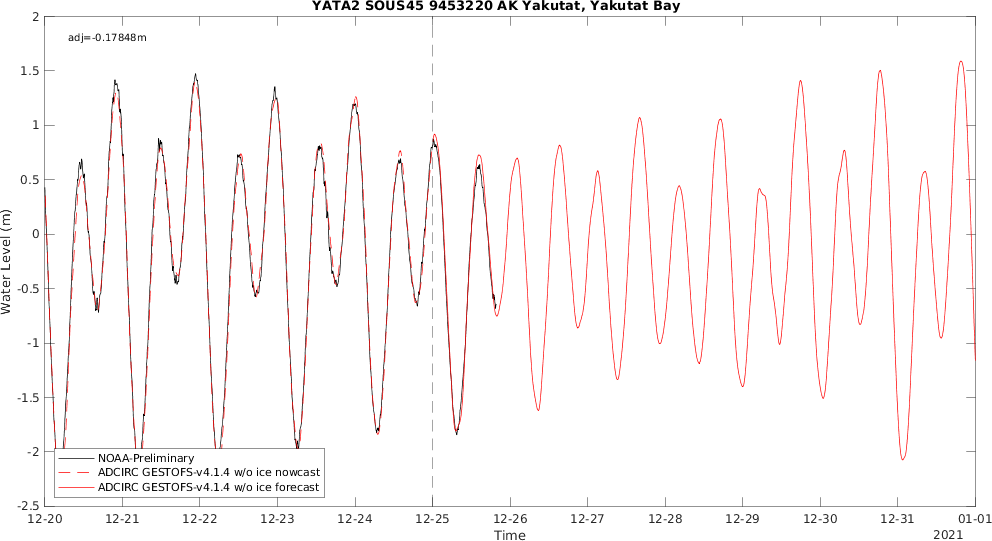 YATA2 SOUS45 9453220 AK Yakutat, Yakutat Bay
adj=-0.17848m
2
1.5
1
0.5
0
-0.5
-1
-1.5
-2
-2.5
Water Level (m)
NOAA-Preliminary
ADCIRC GESTOFS-v4.1.4 w/o ice nowcast
ADCIRC GESTOFS-v4.1.4 w/o ice forecast
12-20 12-21 12-22 12-23 12-24 12-25 12-26 12-27 12-28 12-29 12-30 12-31 01-01
Time
2021